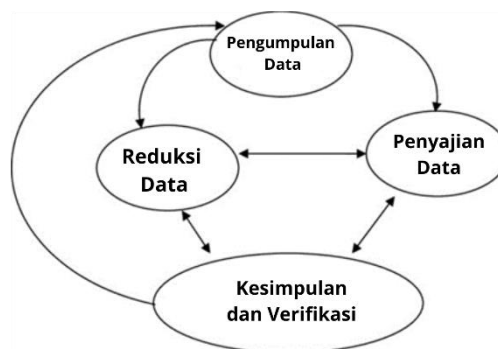 Pengumpulan
Data
Reduksi
Data
Penyajian
Data
Kesimpulan
dan Verifikasi